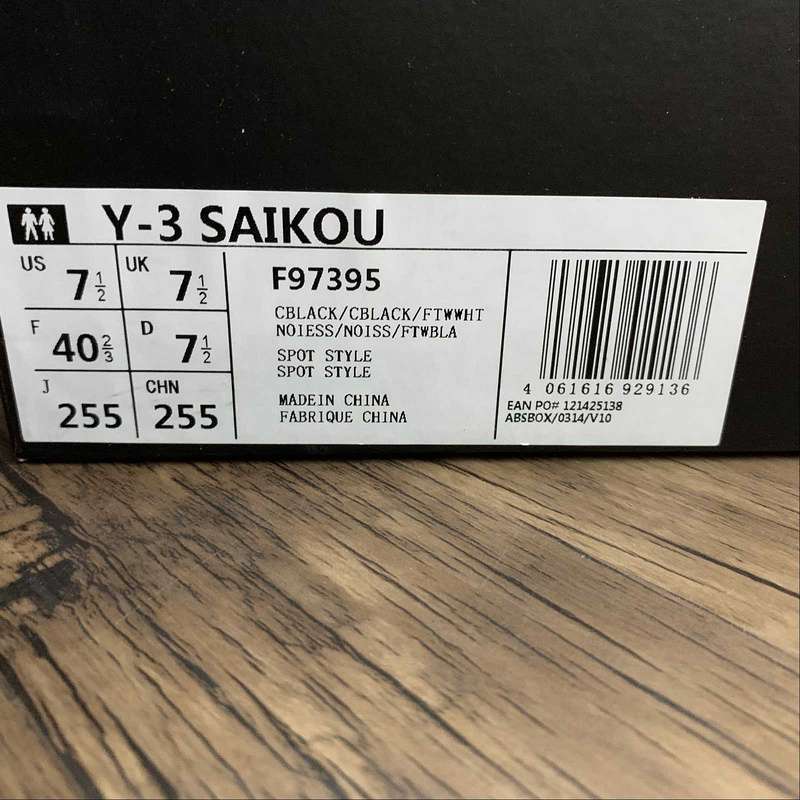 Y-3 SAIKOU
US 7 1/2 UK 7 1/2
F 40 2/3 D 7 1/2
J 255 CHN 255
F97395
CBLACK/CBLACK/FTWWHT
NOIESS/NOISS/FTWBLA
SPOT STYLE
SPOT STYLE
MADEIN CHINA
FABRIQUE CHINA
4 061616 929136
EAN PO# 121425138
ABSBOX/0314/V10